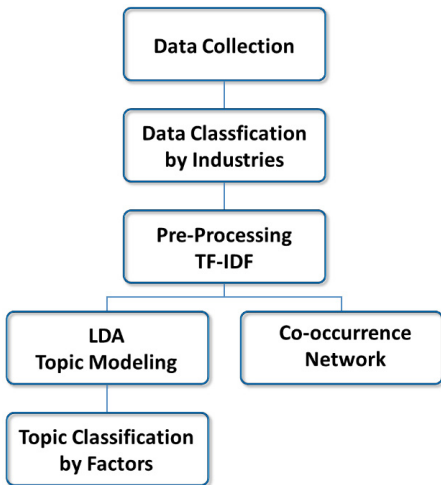 Data Collection
Data Classfication
by Industries
Pre-Processing
TF-IDF
LDA
Topic Modeling
Co-occurrence
Network
Topic Classification
by Factors